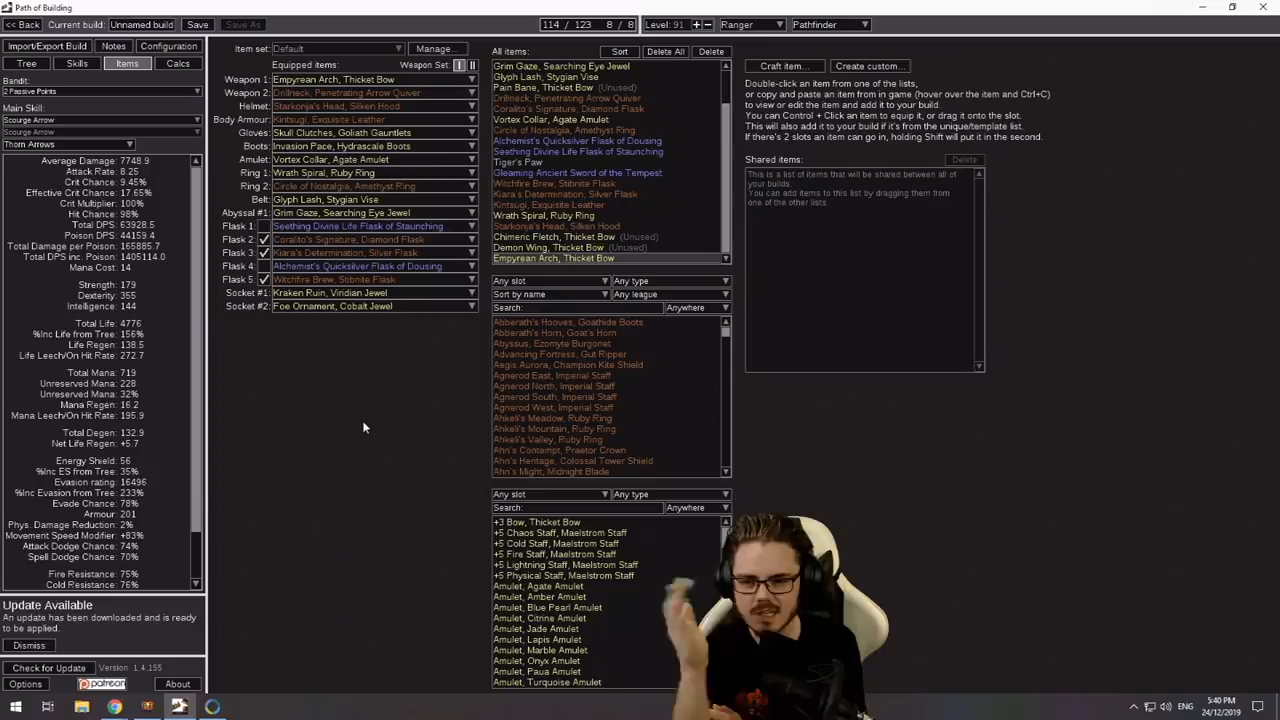 Path of Building
<< Back
Current build:
Unnamed build
Save
Save As
114 / 123 8 / 8
Level: 91
Ranger
Pathfinder
Import/Export Build
Notes
Configuration
Tree
Skills
Items
Calcs
Bandit:
2 Passive Points
Main Skill:
Scourge Arrow
Scourge Arrow
Thorn Arrows
Average Damage: 7748.9
Attack Rate: 8.25
Crit Chance: 9.45%
Effective Crit Chance: 17.65%
Crit Multiplier: 100%
Hit Chance: 98%
Total DPS: 63928.5
Poison DPS: 44159.4
Total Damage per Poison: 165885.7
Total DPS inc. Poison: 1405114.0
Mana Cost: 14
Strength: 179
Dexterity: 355
Intelligence: 144
Total Life: 4776
%Inc Life from Tree: 156%
Life Regen: 138.5
Life Leech/On Hit Rate: 272.7
Total Mana: 719
Unreserved Mana: 228
Unreserved Mana: 32%
Mana Regen: 16.2
Mana Leech/On Hit Rate: 195.9
Total Degen: 132.9
Net Life Regen: +5.7
Energy Shield: 56
%Inc ES from Tree: 35%
Evasion rating: 16496
%Inc Evasion from Tree: 233%
Evade Chance: 78%
Armour: 201
Phys. Damage Reduction: 2%
Movement Speed Modifier: +83%
Attack Dodge Chance: 74%
Spell Dodge Chance: 70%
Fire Resistance: 75%
Cold Resistance: 76%
Update Available
An update has been downloaded and is ready
to be applied.
Dismiss
Check for Update
Version 1.4.155
Options
patreon
About
Item set:
Default
Manage...
Equipped items:
Weapon Set:
I
II
Weapon 1: Empyrean Arch, Thicket Bow
Weapon 2: Drillneck, Penetrating Arrow Quiver
Helmet: Starkonja's Head, Silken Hood
Body Armour: Kintsugi, Exquisite Leather
Gloves: Skull Clutches, Goliath Gauntlets
Boots: Invasion Pace, Hydrascale Boots
Amulet: Vortex Collar, Agate Amulet
Ring 1: Wrath Spiral, Ruby Ring
Ring 2: Circle of Nostalgia, Amethyst Ring
Belt: Glyph Lash, Stygian Vise
Abyssal #1: Grim Gaze, Searching Eye Jewel
Flask 1: Seething Divine Life Flask of Staunching
Flask 2: Coralito's Signature, Diamond Flask
Flask 3: Kiara's Determination, Silver Flask
Flask 4: Alchemist's Quicksilver Flask of Dousing
Flask 5: Witchfire Brew, Stibnite Flask
Socket #1: Kraken Ruin, Viridian Jewel
Socket #2: Foe Ornament, Cobalt Jewel
All items:
Sort
Delete All
Delete
Grim Gaze, Searching Eye Jewel
Glyph Lash, Stygian Vise
Pain Bane, Thicket Bow (Unused)
Drillneck, Penetrating Arrow Quiver
Coralito's Signature, Diamond Flask
Vortex Collar, Agate Amulet
Circle of Nostalgia, Amethyst Ring
Alchemist's Quicksilver Flask of Dousing
Seething Divine Life Flask of Staunching
Tiger's Paw
Gleaming Ancient Sword of the Tempest
Witchfire Brew, Stibnite Flask
Kiara's Determination, Silver Flask
Kintsugi, Exquisite Leather
Wrath Spiral, Ruby Ring
Starkonja's Head, Silken Hood
Chimeric Fletch, Thicket Bow (Unused)
Demon Wing, Thicket Bow (Unused)
Empyrean Arch, Thicket Bow
Any slot
Any type
Sort by name
Any league
Search:
Anywhere
Abberath's Hooves, Goathide Boots
Abberath's Horn, Goat's Horn
Abyssus, Ezomyte Burgonet
Advancing Fortress, Gut Ripper
Aegis Aurora, Champion Kite Shield
Agnerod East, Imperial Staff
Agnerod North, Imperial Staff
Agnerod South, Imperial Staff
Agnerod West, Imperial Staff
Ahkeli's Meadow, Ruby Ring
Ahkeli's Mountain, Ruby Ring
Ahkeli's Valley, Ruby Ring
Ahn's Contempt, Praetor Crown
Ahn's Heritage, Colossal Tower Shield
Ahn's Might, Midnight Blade
Any slot
Any type
Search:
Anywhere
+3 Bow, Thicket Bow
+5 Chaos Staff, Maelstrom Staff
+5 Cold Staff, Maelstrom Staff
+5 Fire Staff, Maelstrom Staff
+5 Lightning Staff, Maelstrom Staff
+5 Physical Staff, Maelstrom Staff
Amulet, Agate Amulet
Amulet, Amber Amulet
Amulet, Blue Pearl Amulet
Amulet, Citrine Amulet
Amulet, Jade Amulet
Amulet, Lapis Amulet
Amulet, Marble Amulet
Amulet, Onyx Amulet
Amulet, Paua Amulet
Amulet, Turquoise Amulet
Craft item...
Create custom...
Double-click an item from one of the lists,
or copy and paste an item from in game (hover over the item and Ctrl+C)
to view or edit the item and add it to your build.
You can Control + Click an item to equip it, or drag it onto the slot.
This will also add it to your build if it's from the unique/template list.
If there's 2 slots an item can go in, holding Shift will put it in the second.
Shared items:
Delete
This is a list of items that will be shared between all of
your builds.
You can add items to this list by dragging them from
one of the other lists.
ENG
5:40 PM
24/12/2019